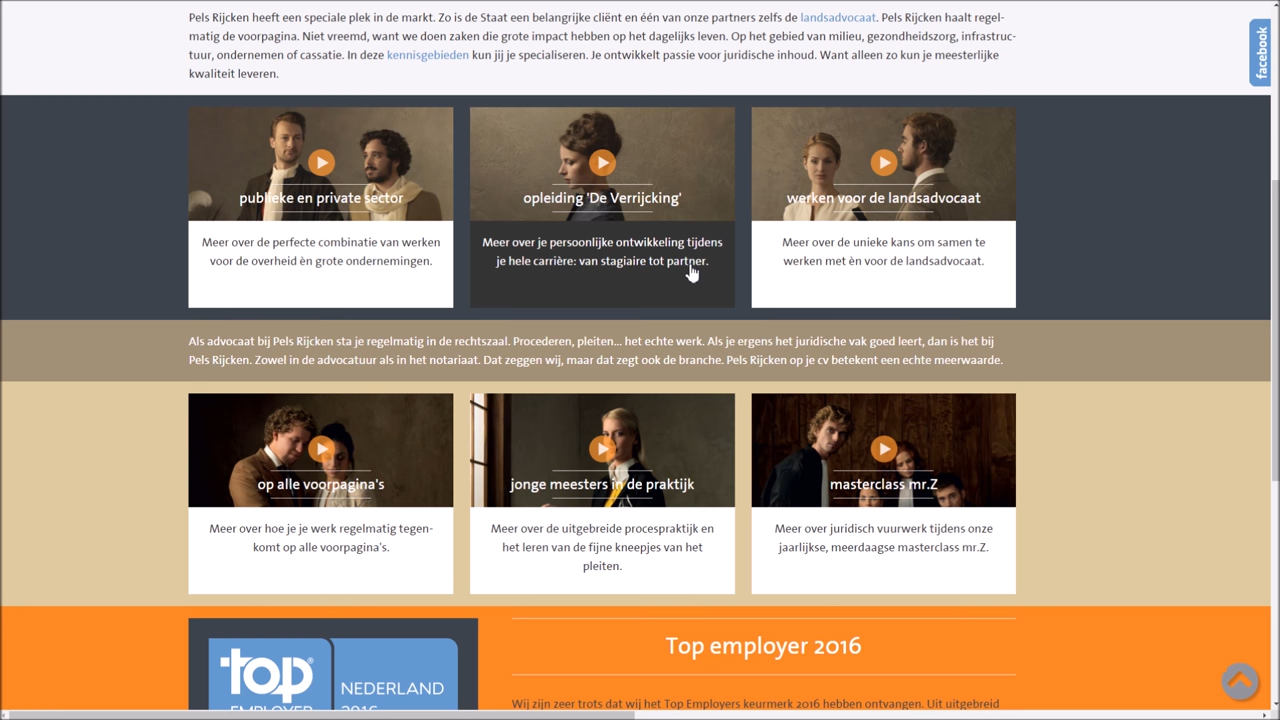 Pels Rijcken heeft een speciale plek in de markt. Zo is de Staat een belangrijke cliënt en één van onze partners zelfs de landsadvocaat. Pels Rijcken haalt regel-
matig de voorpagina. Niet vreemd, want we doen zaken die grote impact hebben op het dagelijks leven. Op het gebied van milieu, gezondheidszorg, infrastruc-
tuur, ondernemen of cassatie. In deze kennisgebieden kun jij je specialiseren. Je ontwikkelt passie voor juridische inhoud. Want alleen zo kun je meesterlijke
kwaliteit leveren.
facebook
publieke en private sector
Meer over de perfecte combinatie van werken
voor de overheid èn grote ondernemingen.
opleiding 'De Verrijcking'
Meer over je persoonlijke ontwikkeling tijdens
je hele carrière: van stagiaire tot partner.
werken voor de landsadvocaat
Meer over de unieke kans om samen te
werken met èn voor de landsadvocaat.
Als advocaat bij Pels Rijcken sta je regelmatig in de rechtszaal. Procederen, pleiten... het echte werk. Als je ergens het juridische vak goed leert, dan is het bij
Pels Rijcken. Zowel in de advocatuur als in het notariaat. Dat zeggen wij, maar dat zegt ook de branche. Pels Rijcken op je cv betekent een echte meerwaarde.
op alle voorpagina's
Meer over hoe je je werk regelmatig tegen-
komt op alle voorpagina's.
jonge meesters in de praktijk
Meer over de uitgebreide procespraktijk en
het leren van de fijne kneepjes van het
pleiten.
masterclass mr.Z
Meer over juridisch vuurwerk tijdens onze
jaarlijkse, meerdaagse masterclass mr.Z.
top®
EMPLOYER
NEDERLAND
2016
Top employer 2016
Wij zijn zeer trots dat wij het Top Employers keurmerk 2016 hebben ontvangen. Uit uitgebreid